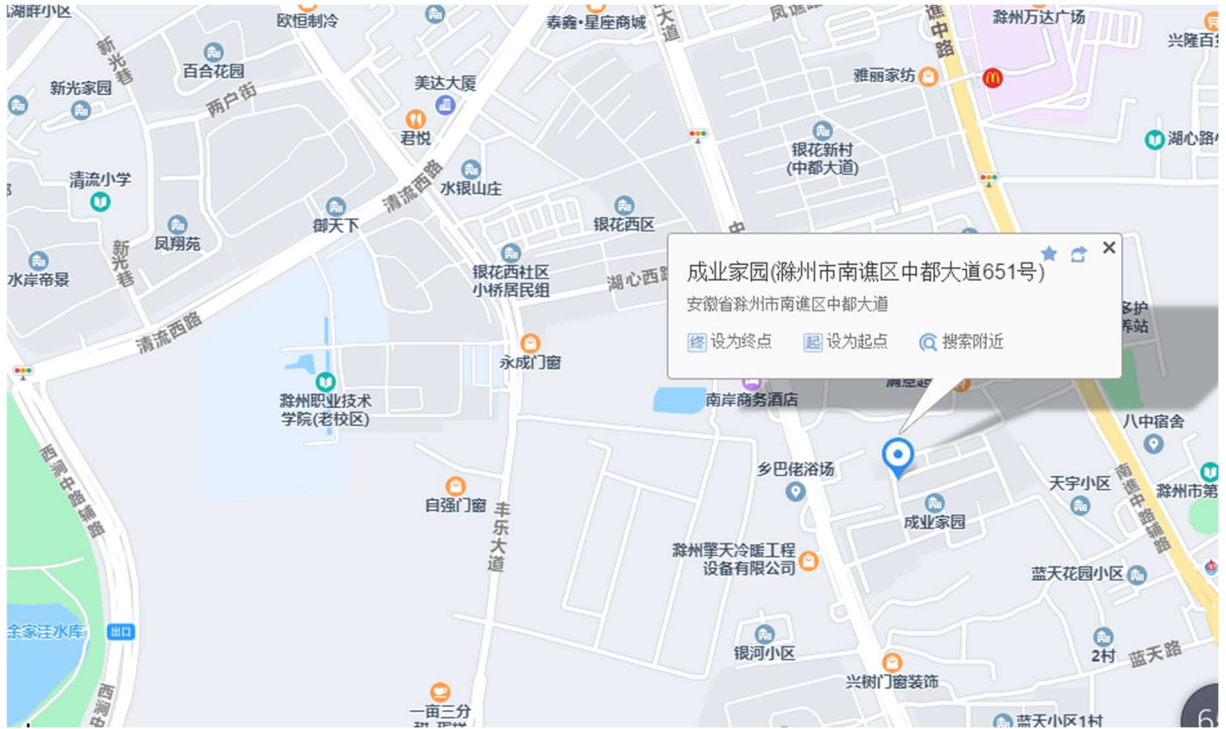 湖畔小区
欧恒制冷
泰鑫·星座商城
大道
凤谯
谯中路
滁州万达广场
兴隆百
新光巷
百合花园
新光家园
两户街
美达大厦
君悦
雅丽家纺
银花新村
(中都大道)
湖心路
清流小学
水银山庄
清流西路
御天下
凤翔苑
银花西区
中
新光巷
水岸帝景
银花西社区
小桥居民组
湖心西路
成业家园(滁州市南谯区中都大道651号)
安徽省滁州市南谯区中都大道
终 设为终点
起 设为起点
搜索附近
多护
养站
清流西路
永成门窗
滁州职业技术
学院(老校区)
南岸商务酒店
八中宿舍
西涧中路辅路
自强门窗
丰乐大道
乡巴佬浴场
成业家园
天宇小区
南谯中路辅路
滁州市第
滁州擎天冷暖工程
设备有限公司
蓝天花园小区
余家洼水库
出口
银河小区
2村
蓝天路
兴树门窗装饰
西涧中
一亩三分
蓝天小区1村